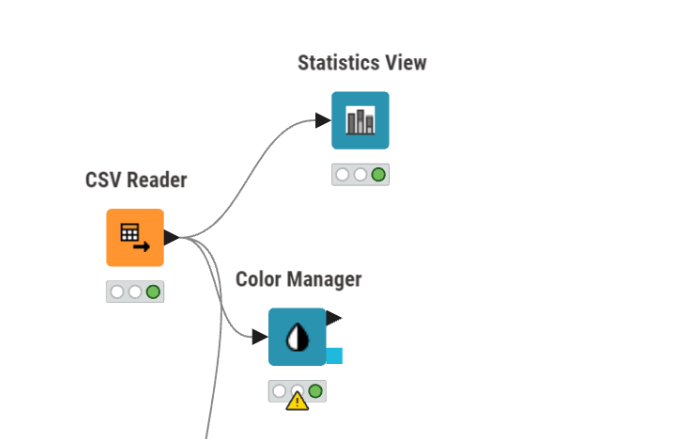 Statistics View
CSV Reader
Color Manager